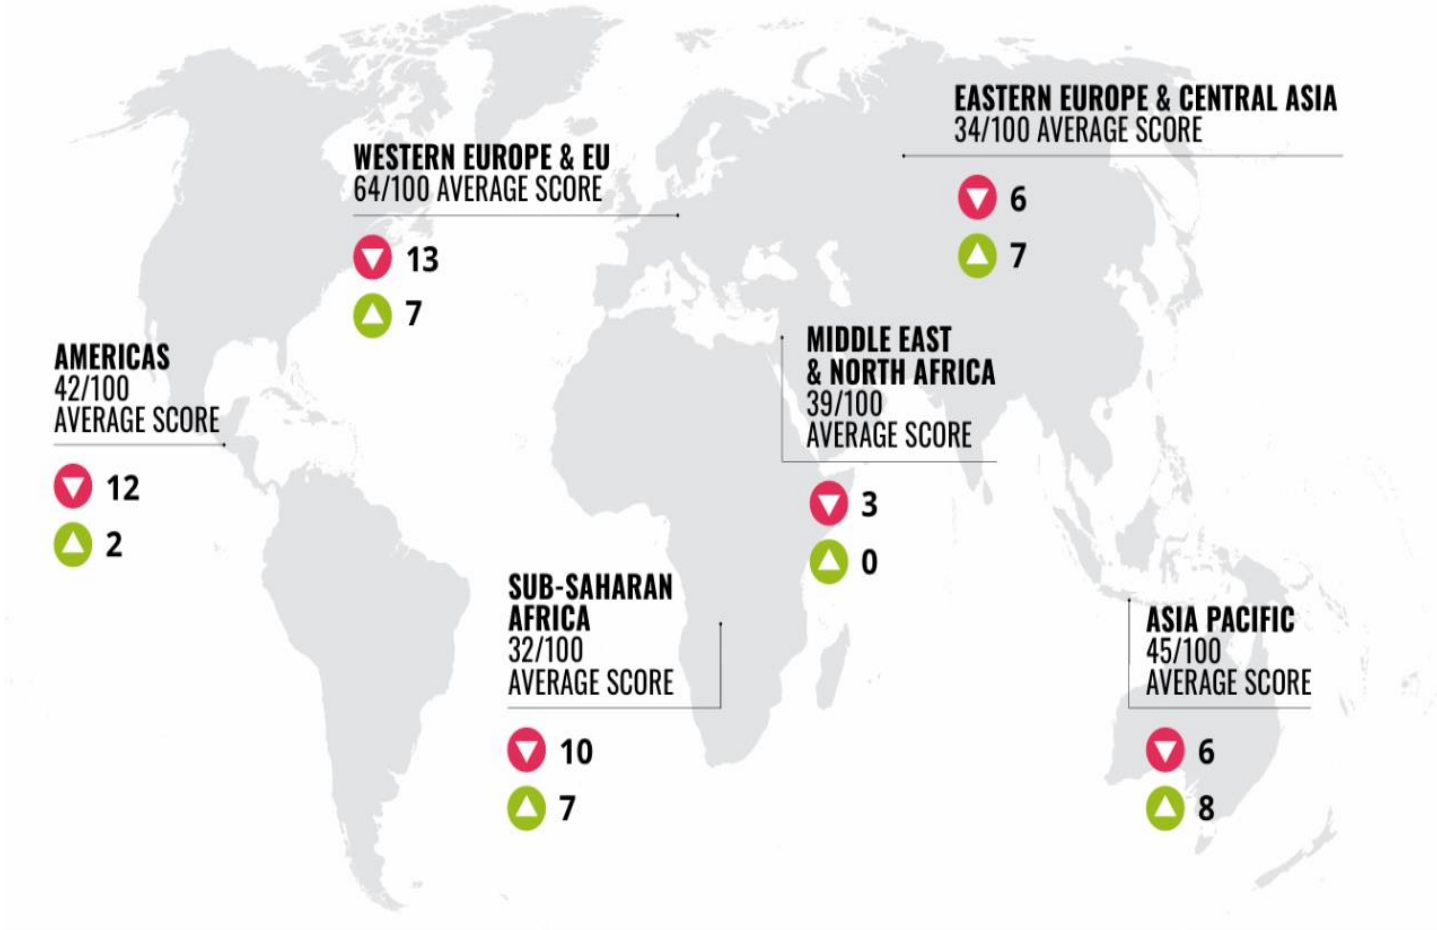 EASTERN EUROPE & CENTRAL ASIA
34/100 AVERAGE SCORE
6
7
WESTERN EUROPE & EU
64/100 AVERAGE SCORE
13
7
MIDDLE EAST
& NORTH AFRICA
39/100
AVERAGE SCORE
3
0
AMERICAS
42/100
AVERAGE SCORE
12
2
SUB-SAHARAN
AFRICA
32/100
AVERAGE SCORE
10
7
ASIA PACIFIC
45/100
AVERAGE SCORE
6
8